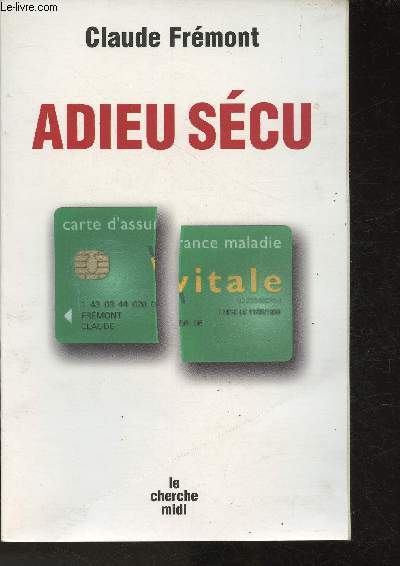 Le-livre.com
Claude Frémont
ADIEU SÉCU
carte d'assu
rance maladie
vitale
FRÉMONT
CLAUDE
le
cherche
midi